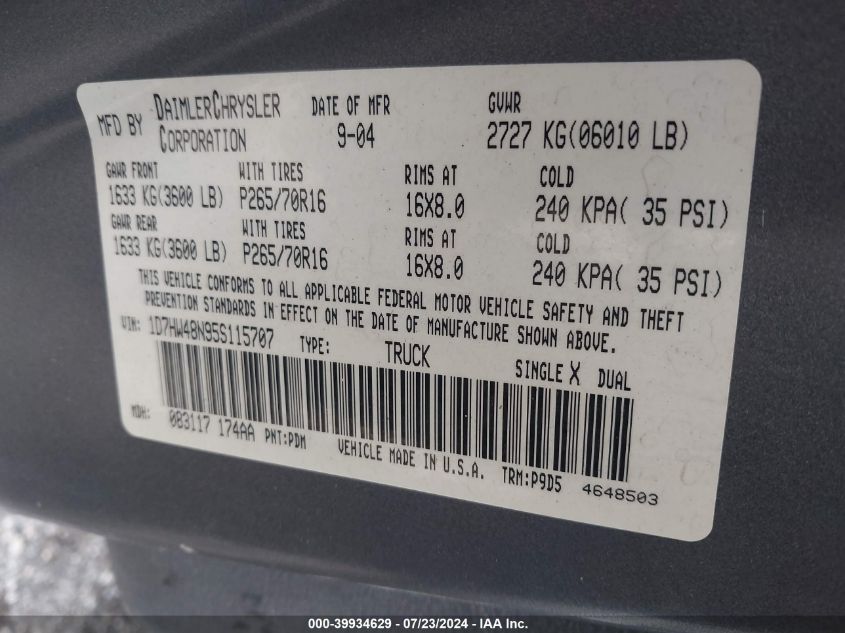 MFD BY DAIMLERCHRYSLER CORPORATION DATE OF MFR 9-04 GVWR 2727 KG(06010 LB)
GAWR FRONT WITH TIRES RIMS AT COLD
1633 KG(3600 LB) P265/70R16 16X8.0 240 KPA( 35 PSI)
GAWR REAR WITH TIRES RIMS AT COLD
1633 KG(3600 LB) P265/70R16 16X8.0 240 KPA( 35 PSI)
THIS VEHICLE CONFORMS TO ALL APPLICABLE FEDERAL MOTOR VEHICLE SAFETY AND THEFT
PREVENTION STANDARDS IN EFFECT ON THE DATE OF MANUFACTURE SHOWN ABOVE.
VIN: 1D7HW48N95S115707 TYPE: TRUCK SINGLE X DUAL
MDH: 083117 174AA PNT:PDM VEHICLE MADE IN U.S.A. TRM:P9D5 4648503
000-39934629 - 07/23/2024 - IAA Inc.